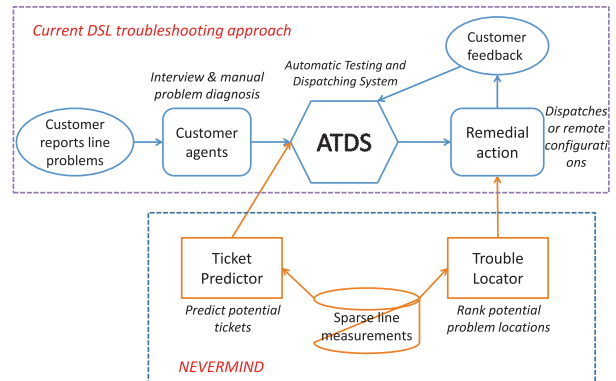 Current DSL troubleshooting approach
Customer
feedback
Automatic Testing and
Dispatching System
Interview & manual
problem diagnosis
Customer
reports line
problems
Customer
agents
ATDS
Remedial
action
Dispatches
or remote
configurati
ons
Ticket
Predictor
Trouble
Locator
Predict potential
tickets
Sparse line
measurements
Rank potential
problem locations
NEVERMIND